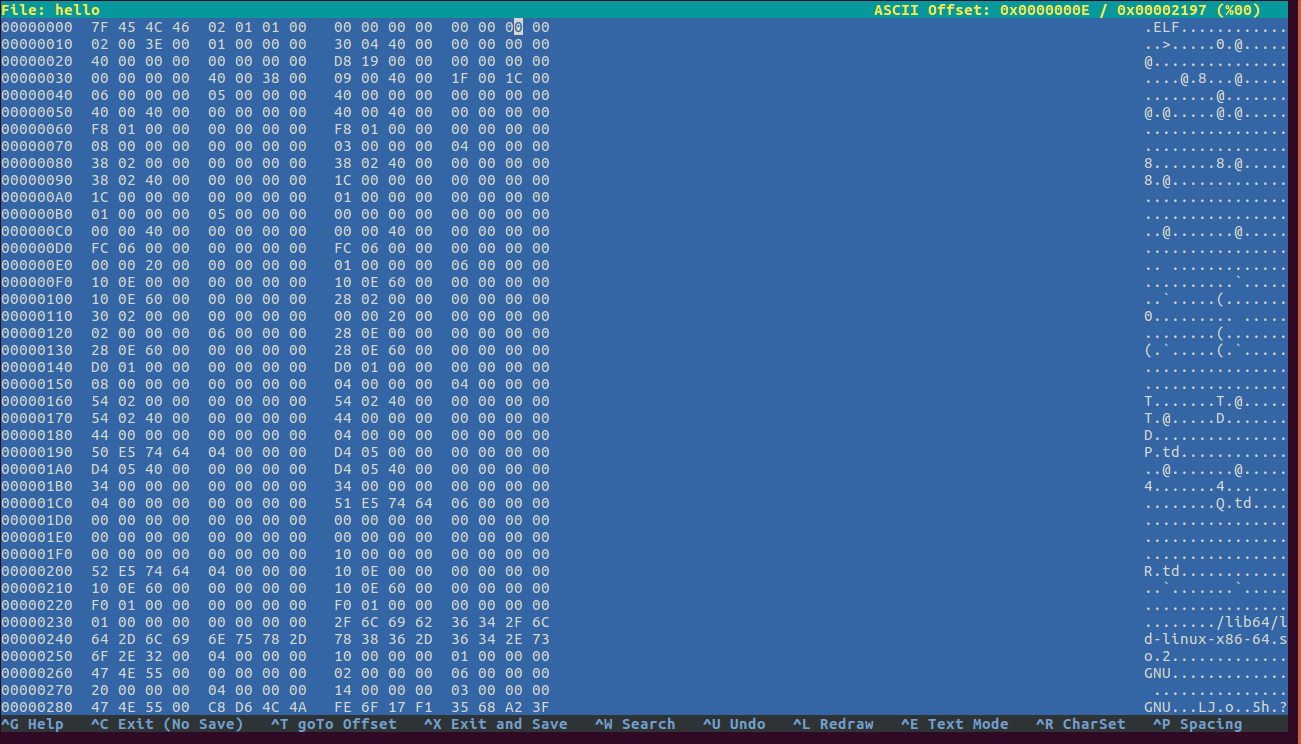 File: hello ASCII Offset: 0x0000000E / 0x00002197 (%00)
00000000 7F 45 4C 46 02 01 01 00 00 00 00 00 00 00 00 00 .ELF............
00000010 02 00 3E 00 01 00 00 00 30 04 40 00 00 00 00 00 ..>.....0.@.....
00000020 40 00 00 00 00 00 00 00 D8 19 00 00 00 00 00 00 @...............
00000030 00 00 00 00 40 00 38 00 09 00 40 00 1F 00 1C 00 ....@.8...@.....
00000040 06 00 00 00 05 00 00 00 40 00 00 00 00 00 00 00 ........@.......
00000050 40 00 40 00 00 00 00 00 40 00 40 00 00 00 00 00 @.@.....@.@.....
00000060 F8 01 00 00 00 00 00 00 F8 01 00 00 00 00 00 00 ................
00000070 08 00 00 00 00 00 00 00 03 00 00 00 04 00 00 00 ................
00000080 38 02 00 00 00 00 00 00 38 02 40 00 00 00 00 00 8.......8.@.....
00000090 38 02 40 00 00 00 00 00 1C 00 00 00 00 00 00 00 8.@.............
000000A0 1C 00 00 00 00 00 00 00 01 00 00 00 00 00 00 00 ................
000000B0 01 00 00 00 05 00 00 00 00 00 00 00 00 00 00 00 ................
000000C0 00 00 40 00 00 00 00 00 00 00 40 00 00 00 00 00 ..@.......@.....
000000D0 FC 06 00 00 00 00 00 00 FC 06 00 00 00 00 00 00 ................
000000E0 00 00 20 00 00 00 00 00 01 00 00 00 06 00 00 00 .. .............
000000F0 10 0E 00 00 00 00 00 00 10 0E 60 00 00 00 00 00 ..........`.....
00000100 10 0E 60 00 00 00 00 00 28 02 00 00 00 00 00 00 ..`.....(.......
00000110 30 02 00 00 00 00 00 00 00 00 20 00 00 00 00 00 0......... .....
00000120 02 00 00 00 06 00 00 00 28 0E 00 00 00 00 00 00 ........(.......
00000130 28 0E 60 00 00 00 00 00 28 0E 60 00 00 00 00 00 (.`.....(.`.....
00000140 D0 01 00 00 00 00 00 00 D0 01 00 00 00 00 00 00 ................
00000150 08 00 00 00 00 00 00 00 04 00 00 00 04 00 00 00 ................
00000160 54 02 00 00 00 00 00 00 54 02 40 00 00 00 00 00 T.......T.@.....
00000170 54 02 40 00 00 00 00 00 44 00 00 00 00 00 00 00 T.@.....D.......
00000180 44 00 00 00 00 00 00 00 04 00 00 00 00 00 00 00 D...............
00000190 50 E5 74 64 04 00 00 00 D4 05 00 00 00 00 00 00 P.td............
000001A0 D4 05 40 00 00 00 00 00 D4 05 40 00 00 00 00 00 ..@.......@.....
000001B0 34 00 00 00 00 00 00 00 34 00 00 00 00 00 00 00 4.......4.......
000001C0 04 00 00 00 00 00 00 00 51 E5 74 64 06 00 00 00 ........Q.td....
000001D0 00 00 00 00 00 00 00 00 00 00 00 00 00 00 00 00 ................
000001E0 00 00 00 00 00 00 00 00 00 00 00 00 00 00 00 00 ................
000001F0 00 00 00 00 00 00 00 00 10 00 00 00 00 00 00 00 ................
00000200 52 E5 74 64 04 00 00 00 10 0E 00 00 00 00 00 00 R.td............
00000210 10 0E 60 00 00 00 00 00 10 0E 60 00 00 00 00 00 ..`.......`.....
00000220 F0 01 00 00 00 00 00 00 F0 01 00 00 00 00 00 00 ................
00000230 01 00 00 00 00 00 00 00 2F 6C 69 62 36 34 2F 6C ......../lib64/l
00000240 64 2D 6C 69 6E 75 78 2D 78 38 36 2D 36 34 2E 73 d-linux-x86-64.s
00000250 6F 2E 32 00 04 00 00 00 10 00 00 00 01 00 00 00 o.2.............
00000260 47 4E 55 00 00 00 00 00 02 00 00 00 06 00 00 00 GNU.............
00000270 20 00 00 00 04 00 00 00 14 00 00 00 03 00 00 00  ...............
00000280 47 4E 55 00 C8 D6 4C 4A FE 6F 17 F1 35 68 A2 3F GNU...LJ.o..5h.?
^G Help ^C Exit (No Save) ^T goTo Offset ^X Exit and Save ^W Search ^U Undo ^L Redraw ^E Text Mode ^R CharSet ^P Spacing